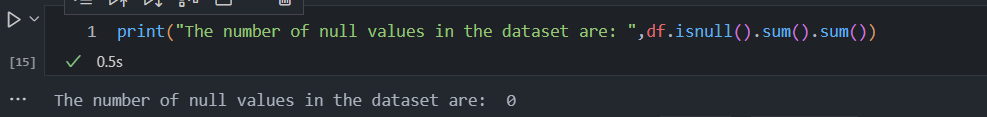 1 print("The number of null values in the dataset are: ",df.isnull().sum().sum())
[15] 0.5s
The number of null values in the dataset are:  0